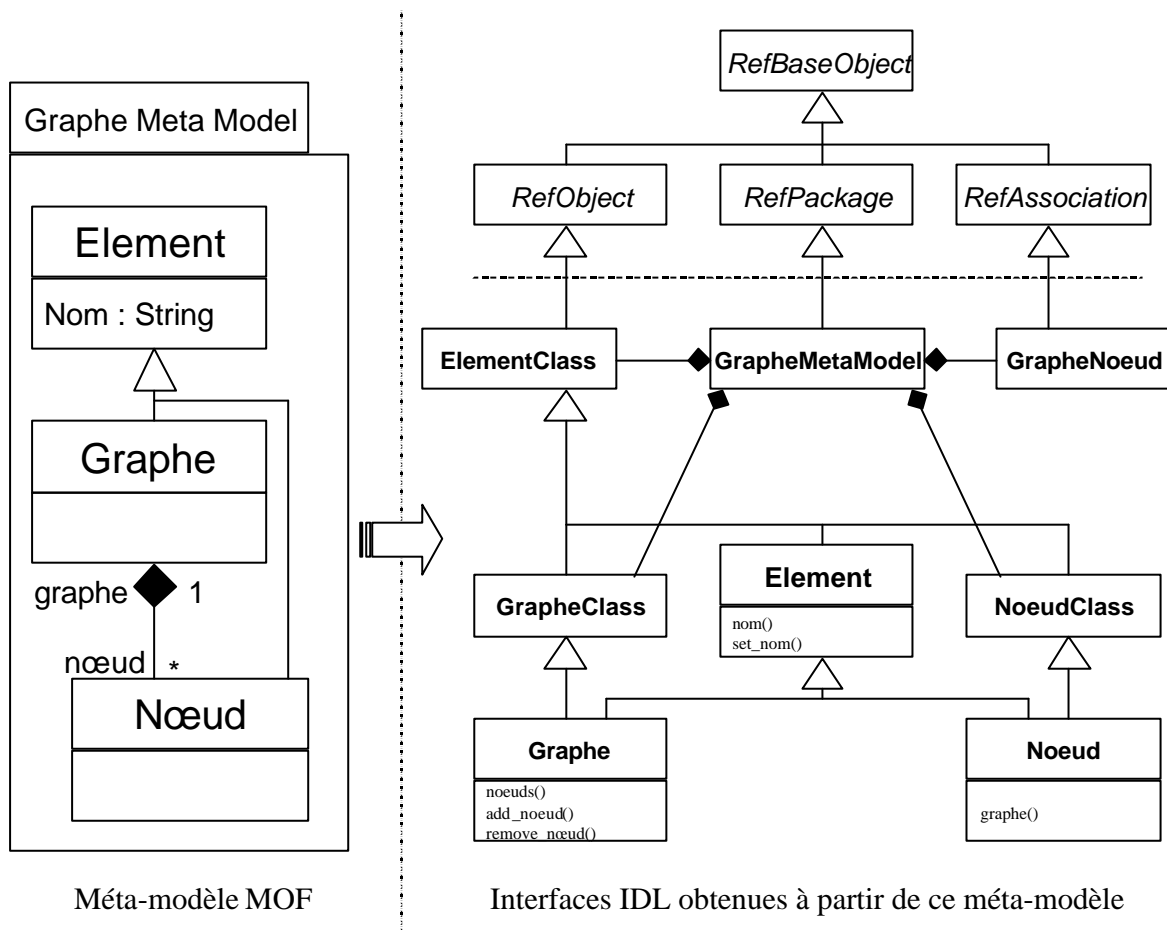 Graphe Meta Model
Element
Nom : String
Graphe
graphe 1
nœud *
Nœud
Méta-modèle MOF
RefBaseObject
RefObject
RefPackage
RefAssociation
ElementClass
GrapheMetaModel
GrapheNoeud
GrapheClass
Element
nom()
set_nom()
NoeudClass
Graphe
noeuds()
add_noeud()
remove_nœud()
Noeud
graphe()
Interfaces IDL obtenues à partir de ce méta-modèle